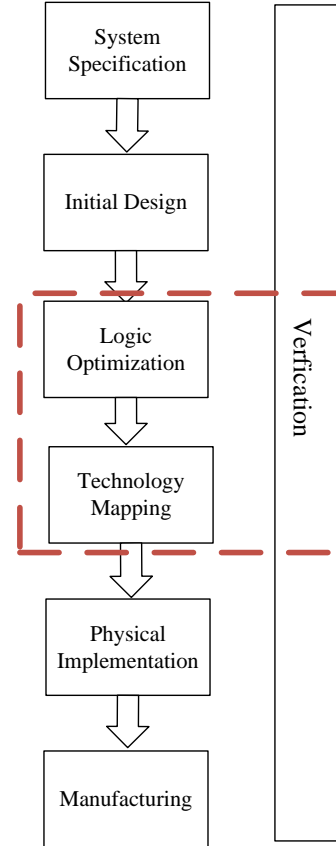 System
Specification
Initial Design
Logic
Optimization
Verfication
Technology
Mapping
Physical
Implementation
Manufacturing